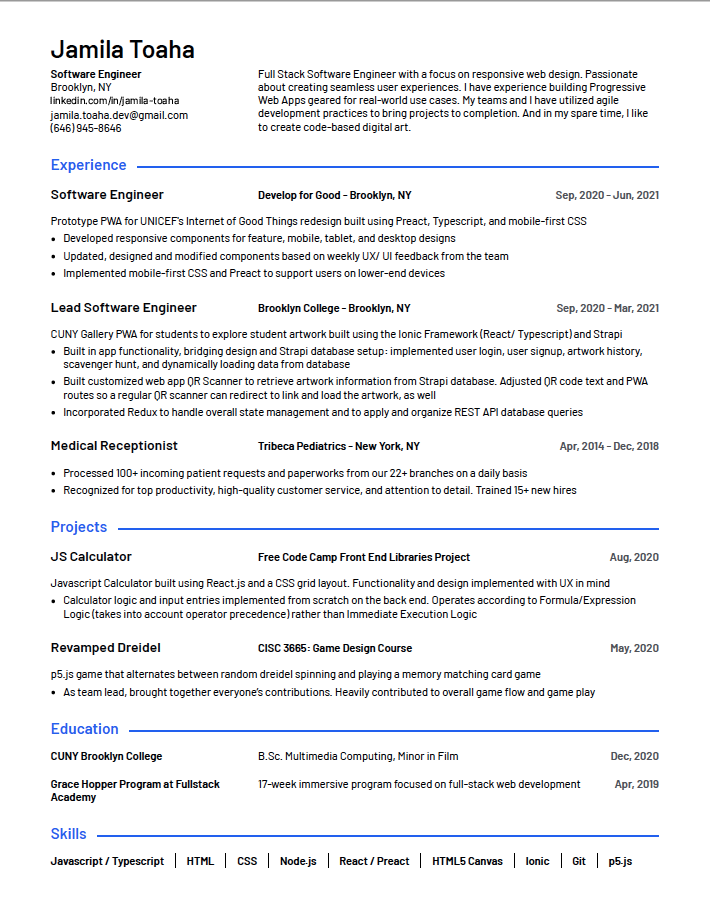 Jamila Toaha
Software Engineer
Brooklyn, NY
linkedin.com/in/jamila-toaha
jamila.toaha.dev@gmail.com
(646) 945-8646
Full Stack Software Engineer with a focus on responsive web design. Passionate
about creating seamless user experiences. I have experience building Progressive
Web Apps geared for real-world use cases. My teams and I have utilized agile
development practices to bring projects to completion. And in my spare time, I like
to create code-based digital art.
Experience
Software Engineer Develop for Good - Brooklyn, NY Sep, 2020 - Jun, 2021
Prototype PWA for UNICEF's Internet of Good Things redesign built using Preact, Typescript, and mobile-first CSS
• Developed responsive components for feature, mobile, tablet, and desktop designs
• Updated, designed and modified components based on weekly UX/ UI feedback from the team
• Implemented mobile-first CSS and Preact to support users on lower-end devices
Lead Software Engineer Brooklyn College - Brooklyn, NY Sep, 2020 - Mar, 2021
CUNY Gallery PWA for students to explore student artwork built using the Ionic Framework (React/ Typescript) and Strapi
• Built in app functionality, bridging design and Strapi database setup: implemented user login, user signup, artwork history,
scavenger hunt, and dynamically loading data from database
• Built customized web app QR Scanner to retrieve artwork information from Strapi database. Adjusted QR code text and PWA
routes so a regular QR scanner can redirect to link and load the artwork, as well
• Incorporated Redux to handle overall state management and to apply and organize REST API database queries
Medical Receptionist Tribeca Pediatrics - New York, NY Apr, 2014 - Dec, 2018
• Processed 100+ incoming patient requests and paperworks from our 22+ branches on a daily basis
• Recognized for top productivity, high-quality customer service, and attention to detail. Trained 15+ new hires
Projects
JS Calculator Free Code Camp Front End Libraries Project Aug, 2020
Javascript Calculator built using React.js and a CSS grid layout. Functionality and design implemented with UX in mind
• Calculator logic and input entries implemented from scratch on the back end. Operates according to Formula/Expression
Logic (takes into account operator precedence) rather than Immediate Execution Logic
Revamped Dreidel CISC 3665: Game Design Course May, 2020
p5.js game that alternates between random dreidel spinning and playing a memory matching card game
• As team lead, brought together everyone's contributions. Heavily contributed to overall game flow and game play
Education
CUNY Brooklyn College B.Sc. Multimedia Computing, Minor in Film Dec, 2020
Grace Hopper Program at Fullstack 17-week immersive program focused on full-stack web development Apr, 2019
Academy
Skills
Javascript / Typescript | HTML | CSS | Node.js | React / Preact | HTML5 Canvas | Ionic | Git | p5.js